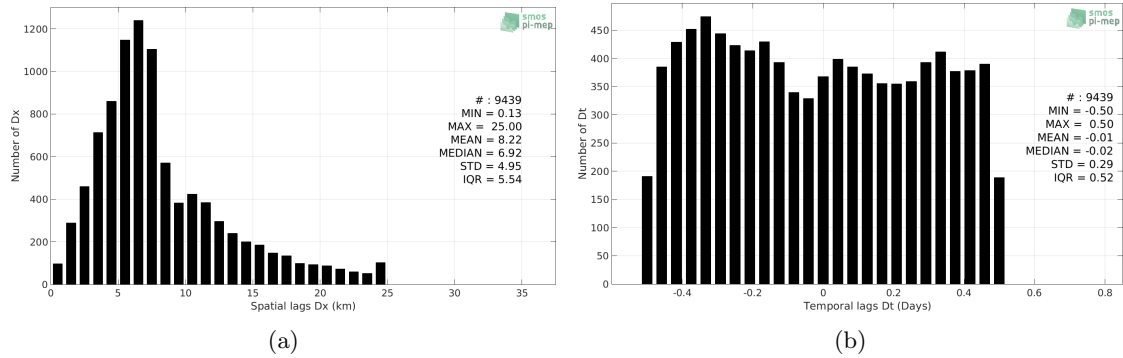 smos
pi-mep
1200
1000
800
600
400
200
0
Number of Dx
# : 9439
MIN = 0.13
MAX = 25.00
MEAN = 8.22
MEDIAN = 6.92
STD = 4.95
IQR = 5.54
0 5 10 15 20 25 30 35
Spatial lags Dx (km)
(a)
smos
pi-mep
450
400
350
300
250
200
150
100
50
0
Number of Dt
# : 9439
MIN = -0.50
MAX = 0.50
MEAN = -0.01
MEDIAN = -0.02
STD = 0.29
IQR = 0.52
-0.4 -0.2 0 0.2 0.4 0.6 0.8
Temporal lags Dt (Days)
(b)